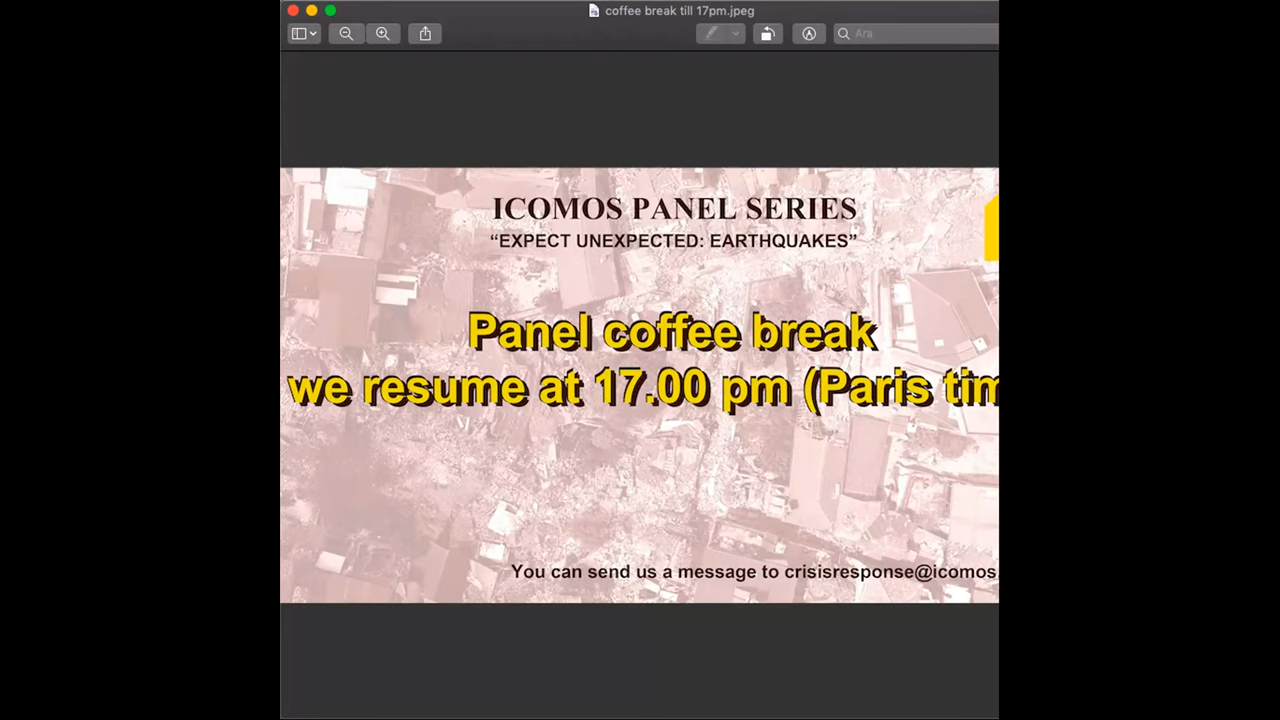 coffee break till 17pm.jpeg
Ara
ICOMOS PANEL SERIES
“EXPECT UNEXPECTED: EARTHQUAKES”
Panel coffee break
we resume at 17.00 pm (Paris tim
You can send us a message to crisisresponse@icomos